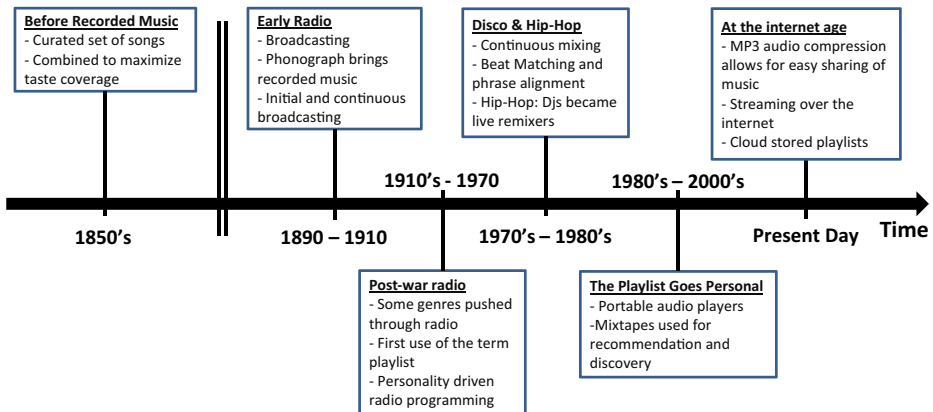 Before Recorded Music
- Curated set of songs
- Combined to maximize
taste coverage
Early Radio
- Broadcasting
- Phonograph brings
recorded music
- Initial and continuous
broadcasting
Disco & Hip-Hop
- Continuous mixing
- Beat Matching and
phrase alignment
- Hip-Hop: Djs became
live remixers
At the internet age
- MP3 audio compression
allows for easy sharing of
music
- Streaming over the
internet
- Cloud stored playlists
1910's - 1970
1980's – 2000's
1850's
1890 – 1910
1970's – 1980's
Present Day
Time
Post-war radio
- Some genres pushed
through radio
- First use of the term
playlist
- Personality driven
radio programming
The Playlist Goes Personal
- Portable audio players
-Mixtapes used for
recommendation and
discovery